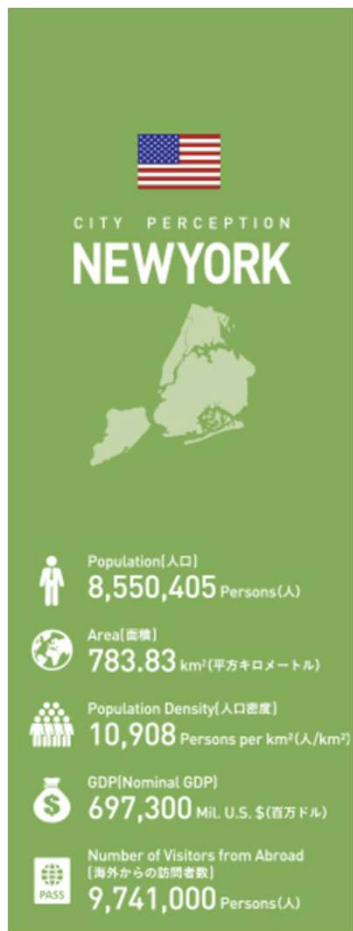 CITY PERCEPTION
NEWYORK
Population[人口]
8,550,405 Persons(人)
Area[面積]
783.83 km²(平方キロメートル)
Population Density[人口密度]
10,908 Persons per km²(人/km²)
GDP[Nominal GDP]
697,300 Mil. U.S. $(百万ドル)
Number of Visitors from Abroad
[海外からの訪問者数]
9,741,000 Persons(人)
$
PASS